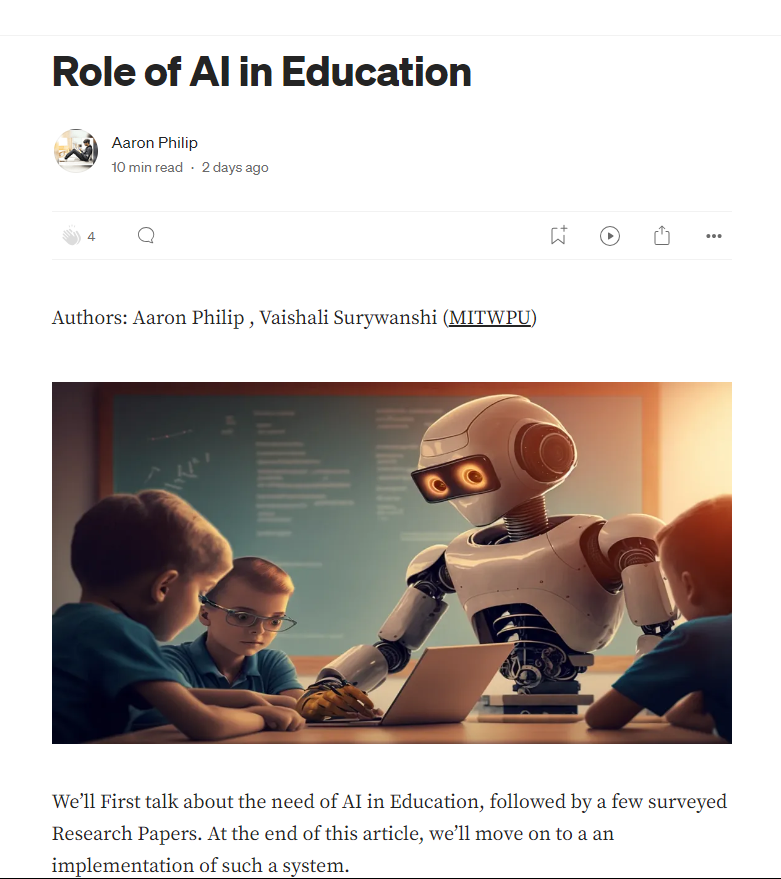 Role of AI in Education
Aaron Philip
10 min read · 2 days ago
4
Authors: Aaron Philip , Vaishali Surywanshi (MITWPU)
We’ll First talk about the need of AI in Education, followed by a few surveyed
Research Papers. At the end of this article, we’ll move on to a an
implementation of such a system.